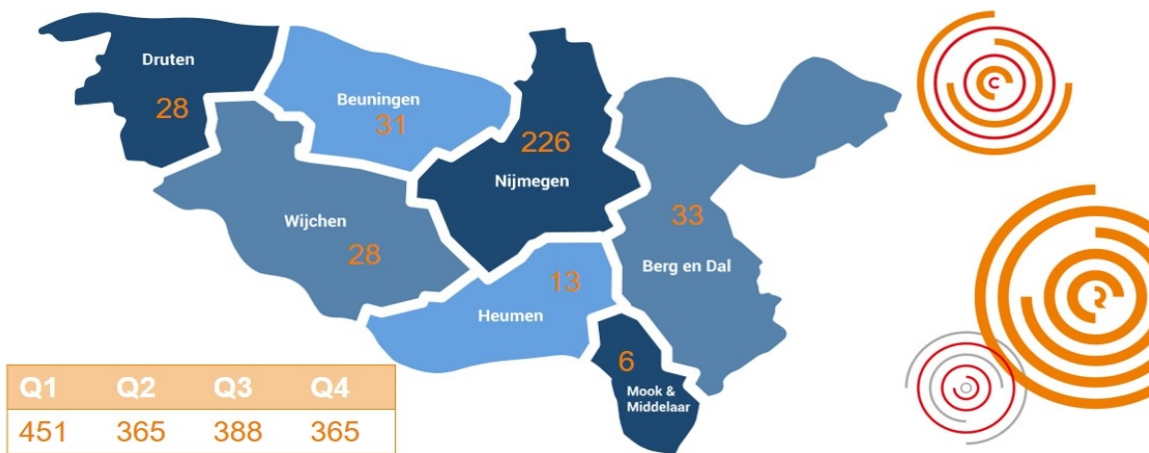 Druten
28
Beuningen
31
226
Nijmegen
Wijchen
28
33
Berg en Dal
13
Heumen
6
Mook &
Middelaar
Q1 Q2 Q3 Q4
451 365 388 365